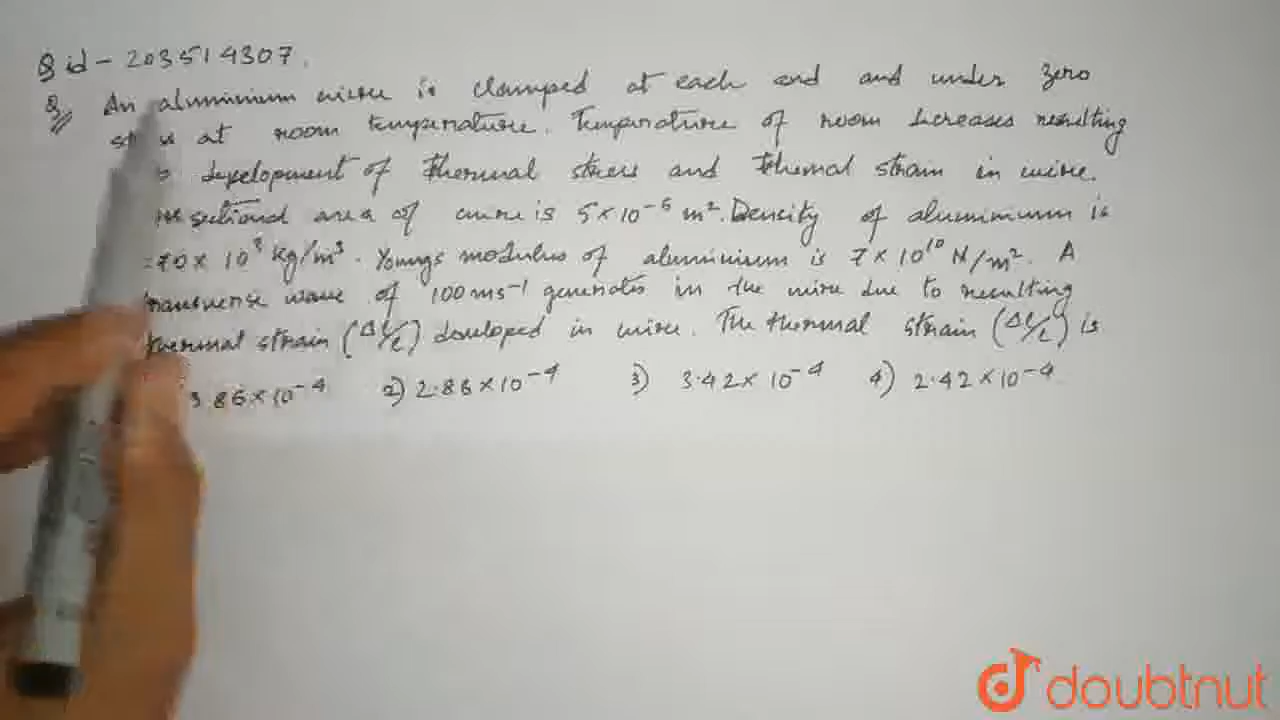 Q id - 203514307.
Q An aluminium wire is clamped at each end and under zero
at room temperature. Temperature of room increases resulting
development of thermal stress and thermal strain in wire.
sectional area of wire is 5×10⁻⁶ m². Density of aluminium is
70 × 10³ kg/m³. Youngs modulus of aluminium is 7 × 10¹⁰ N/m². A
transverse wave of 100 ms⁻¹ generates in the wire due to resulting
thermal strain (Δl/l) developed in wire. The thermal strain (Δl/l) is
3.86×10⁻⁴ 2) 2.86×10⁻⁴ 3) 3.42×10⁻⁴ 4) 2.42×10⁻⁴
doubtnut